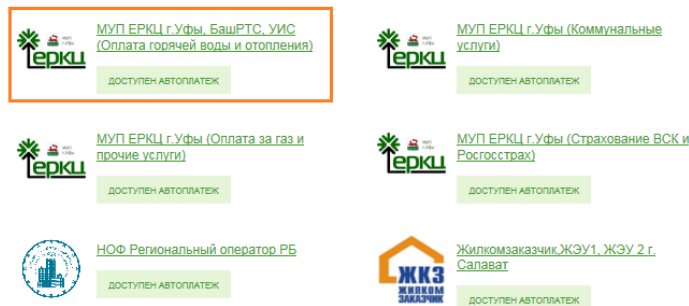 МУП ЕРКЦ г.Уфы, БашРТС, УИС
(Оплата горячей воды и отопления)
ДОСТУПЕН АВТОПЛАТЕЖ
еркц
МУП ЕРКЦ г.Уфы (Коммунальные
услуги)
ДОСТУПЕН АВТОПЛАТЕЖ
еркц
МУП ЕРКЦ г.Уфы (Оплата за газ и
прочие услуги)
ДОСТУПЕН АВТОПЛАТЕЖ
еркц
МУП ЕРКЦ г.Уфы (Страхование ВСК и
Росгосстрах)
ДОСТУПЕН АВТОПЛАТЕЖ
еркц
НОФ Региональный оператор РБ
ДОСТУПЕН АВТОПЛАТЕЖ
Жилкомзаказчик,ЖЭУ1, ЖЭУ 2 г.
Салават
ДОСТУПЕН АВТОПЛАТЕЖ
ЖКЗ
ЖИЛКОМ
ЗАКАЗЧИК